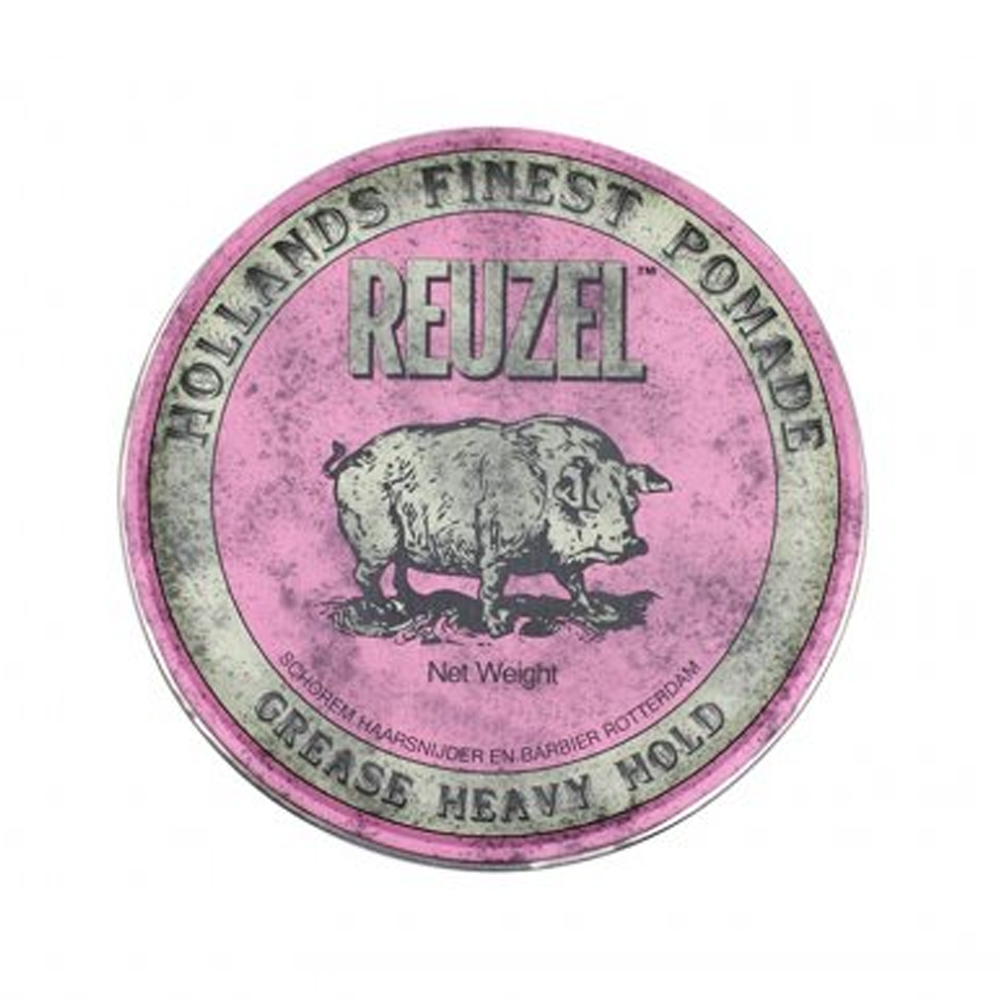 HOLLANDS FINEST POMADE
REUZEL™
Net Weight
SCHOREM HAARSNIJDER EN BARBIER ROTTERDAM
GREASE HEAVY HOLD